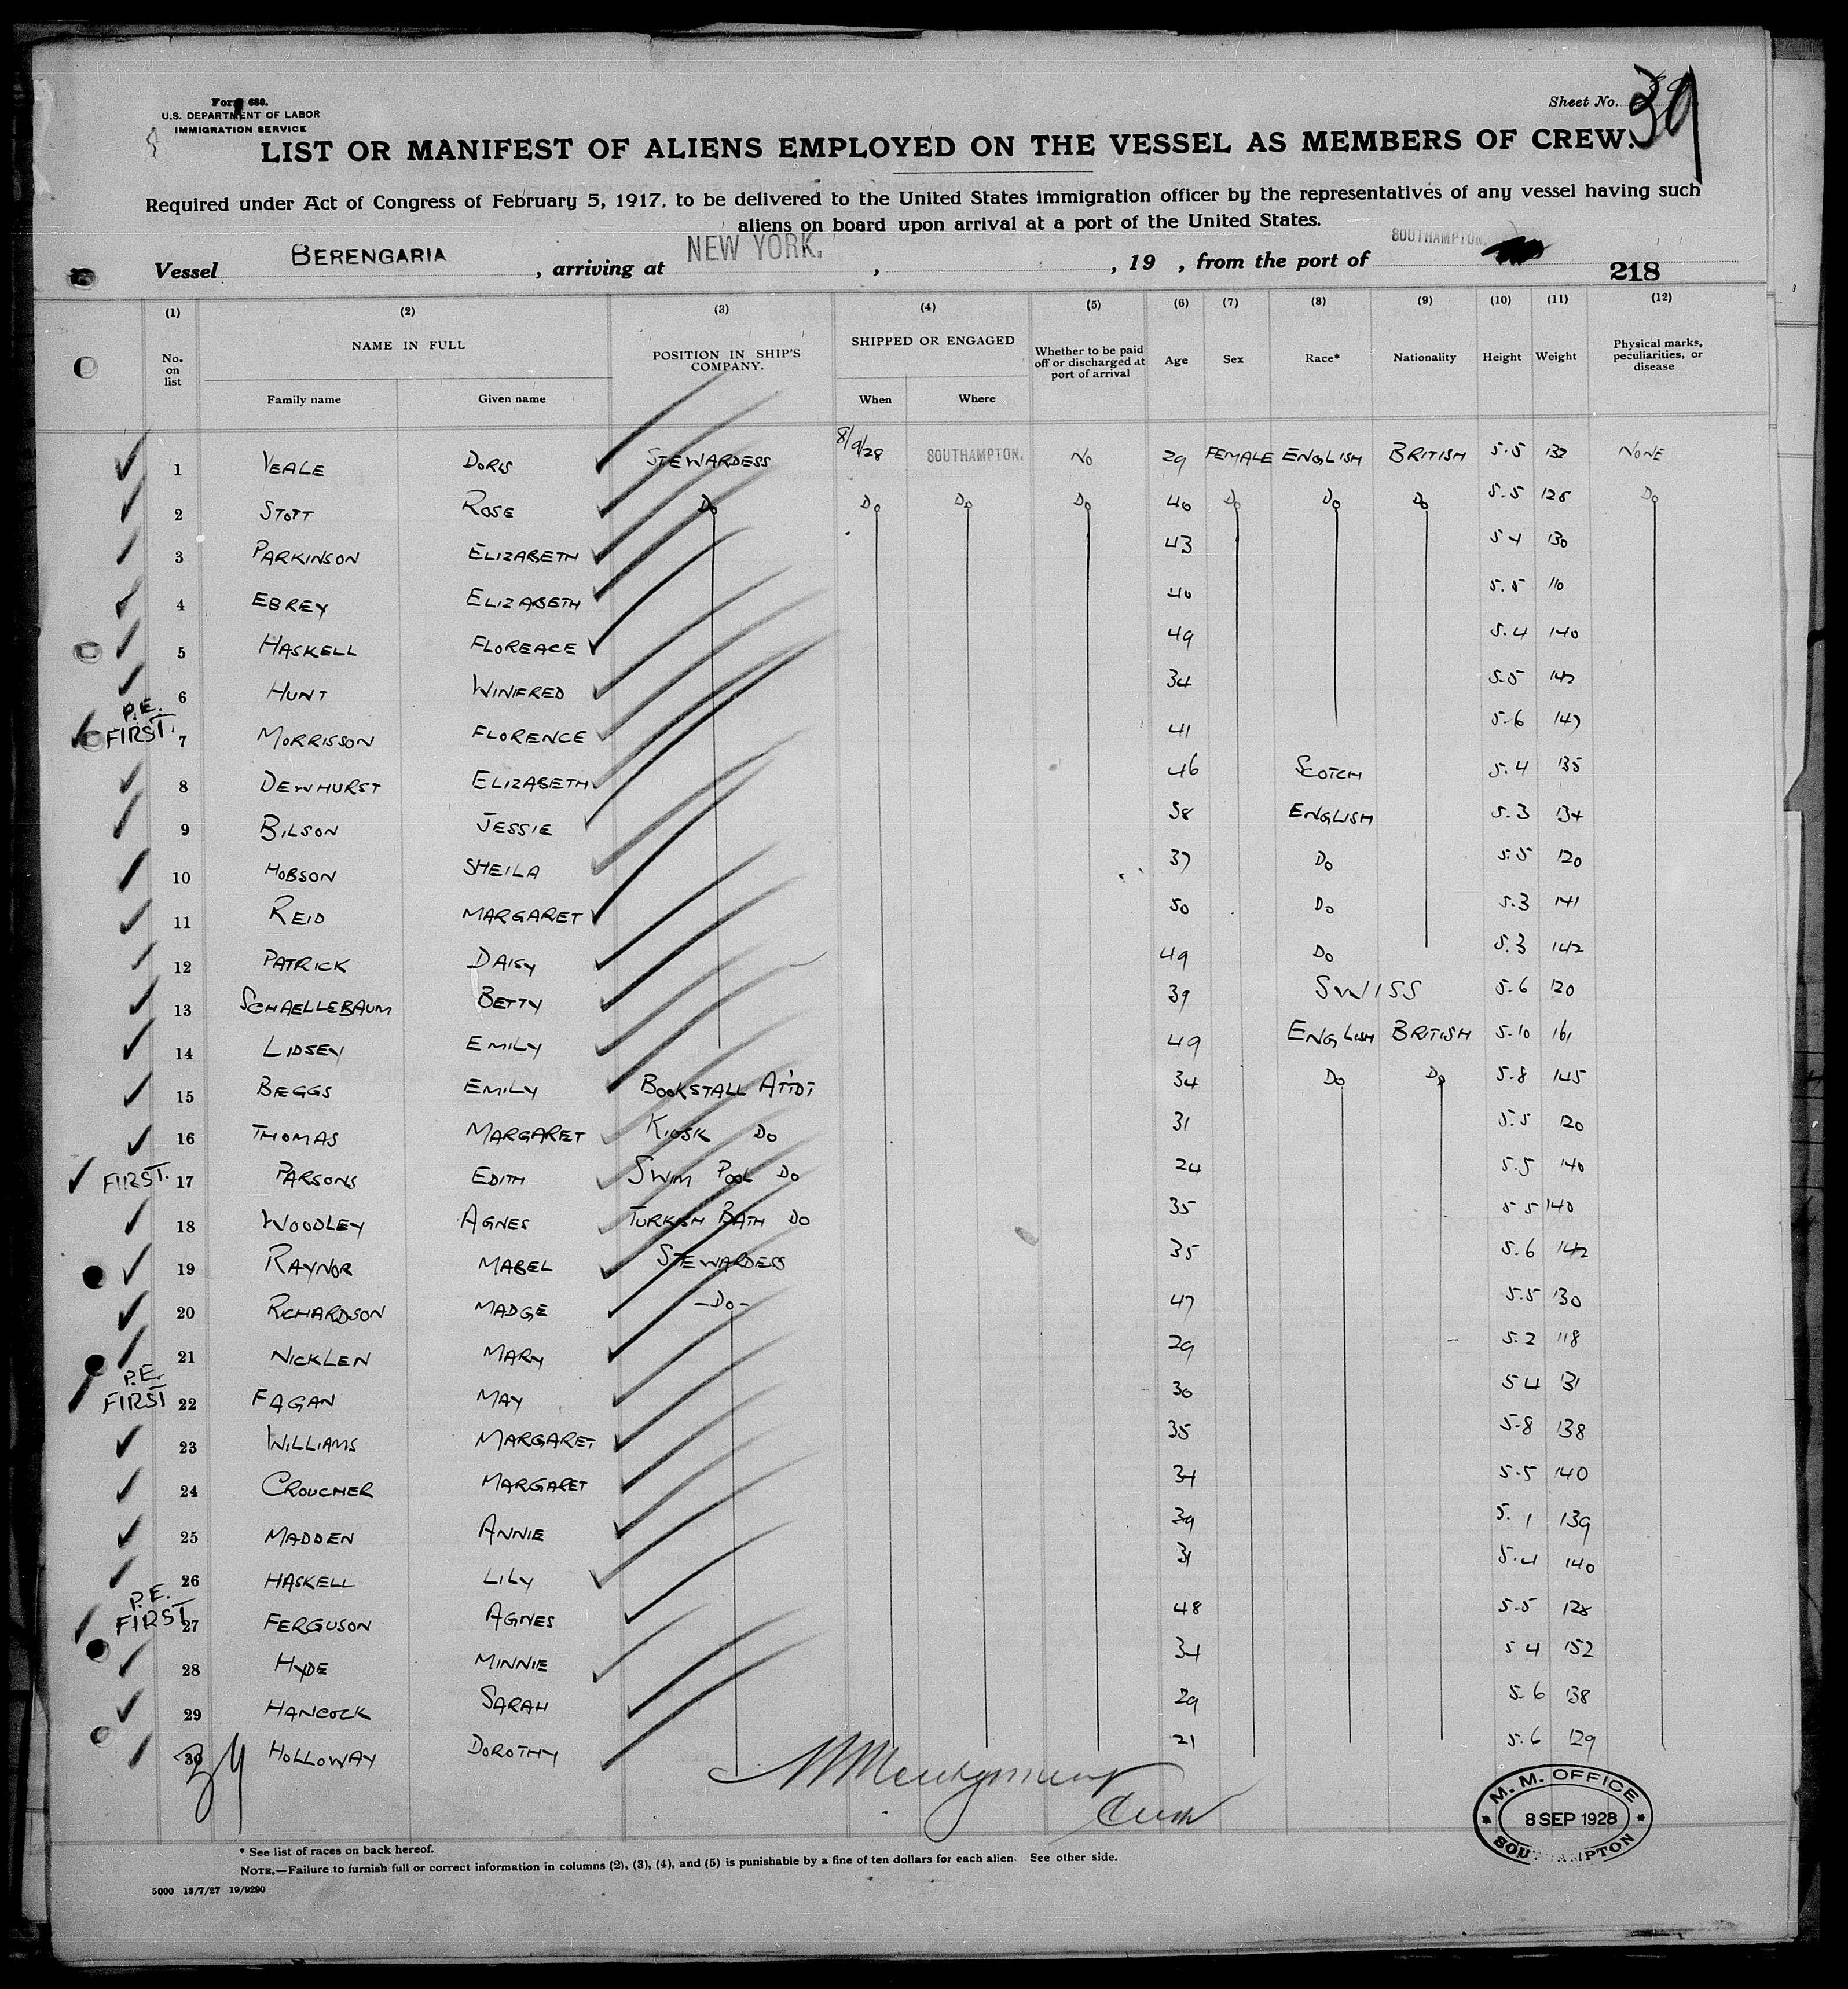 Form 680.
U.S. DEPARTMENT OF LABOR
IMMIGRATION SERVICE
Sheet No. 39
LIST OR MANIFEST OF ALIENS EMPLOYED ON THE VESSEL AS MEMBERS OF CREW.
Required under Act of Congress of February 5, 1917, to be delivered to the United States immigration officer by the representatives of any vessel having such
aliens on board upon arrival at a port of the United States.
Vessel BERENGARIA, arriving at NEW YORK. , , 19 , from the port of SOUTHAMPTON. 218
(1) (2) (3) (4) (5) (6) (7) (8) (9) (10) (11) (12)
No. on list NAME IN FULL POSITION IN SHIP'S COMPANY. SHIPPED OR ENGAGED Whether to be paid off or discharged at port of arrival Age Sex Race* Nationality Height Weight Physical marks, peculiarities, or disease
Family name Given name When Where
1 VEALE DORIS STEWARDESS 8/9/28 SOUTHAMPTON. NO 29 FEMALE ENGLISH BRITISH 5.5 132 NONE
2 STOTT ROSE DO DO DO DO 40 DO DO DO 5.5 126 DO
3 PARKINSON ELIZABETH 43 5 4 130
4 EBREY ELIZABETH 40 5.5 110
5 HASKELL FLOREACE 49 5.4 140
6 HUNT WINIFRED 34 5.5 142
P.E.
FIRST. 7 MORRISSON FLORENCE 41 5.6 147
8 DEWHURST ELIZABETH 46 SCOTCH 5.4 135
9 BILSON JESSIE 38 ENGLISH 5.3 134
10 HOBSON SHEILA 37 DO 5.5 120
11 REID MARGARET 50 DO 5.3 141
12 PATRICK DAISY 49 DO 5.3 142
13 SCHAELLEBAUM BETTY 39 SWISS 5.6 120
14 LIDSEY EMILY 49 ENGLISH BRITISH 5.10 161
15 BEGGS EMILY BOOKSTALL ATTDT 34 DO DO 5.8 145
16 THOMAS MARGARET KIOSK DO 31 5.5 120
FIRST. 17 PARSONS EDITH SWIM POOL DO 24 5.5 140
18 WOODLEY AGNES TURKISH BATH DO 35 5 5 140
19 RAYNOR MABEL STEWARDESS 35 5.6 142
20 RICHARDSON MADGE -DO- 47 5.5 130
21 NICKLEN MARY 29 5.2 118
P.E.
FIRST 22 FAGAN MAY 30 5 4 131
23 WILLIAMS MARGARET 35 5.8 138
24 CROUCHER MARGARET 34 5.5 140
25 MADDEN ANNIE 39 5.1 139
26 HASKELL LILY 31 5.4 140
P.E.
FIRST 27 FERGUSON AGNES 48 5.5 128
28 HYDE MINNIE 34 5 4 152
29 HANCOCK SARAH 29 5.6 138
30 HOLLOWAY DOROTHY 21 5.6 129
M. M. OFFICE
8 SEP 1928
SOUTHAMPTON
* See list of races on back hereof.
NOTE.—Failure to furnish full or correct information in columns (2), (3), (4), and (5) is punishable by a fine of ten dollars for each alien. See other side.
5000 13/7/27 19/9290